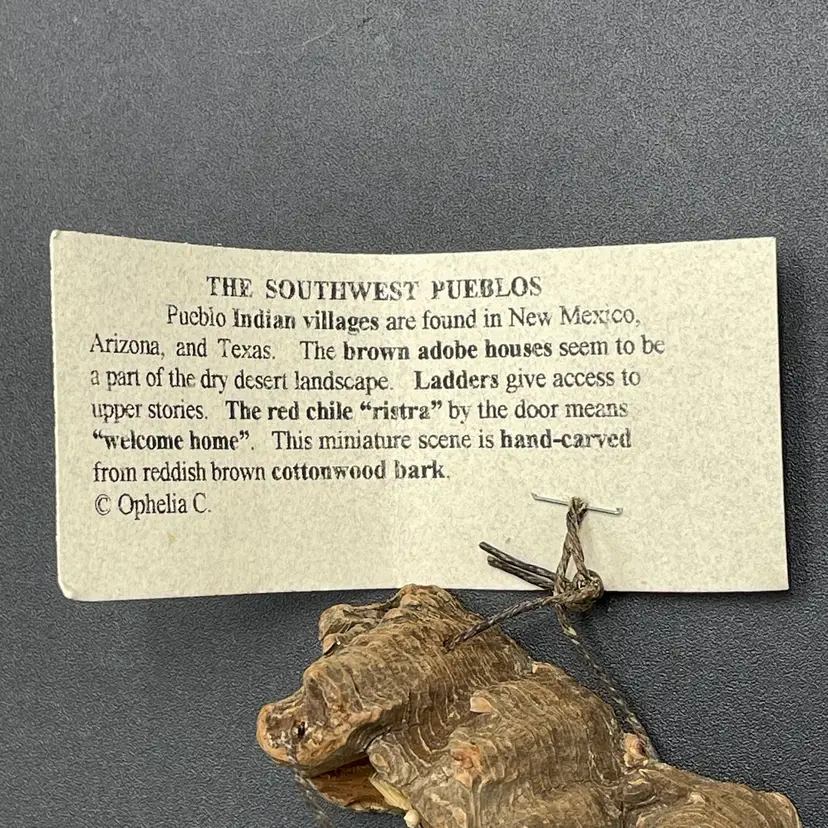 THE SOUTHWEST PUEBLOS
Pueblo Indian villages are found in New Mexico,
Arizona, and Texas. The brown adobe houses seem to be
a part of the dry desert landscape. Ladders give access to
upper stories. The red chile “ristra” by the door means
“welcome home”. This miniature scene is hand-carved
from reddish brown cottonwood bark.
© Ophelia C.